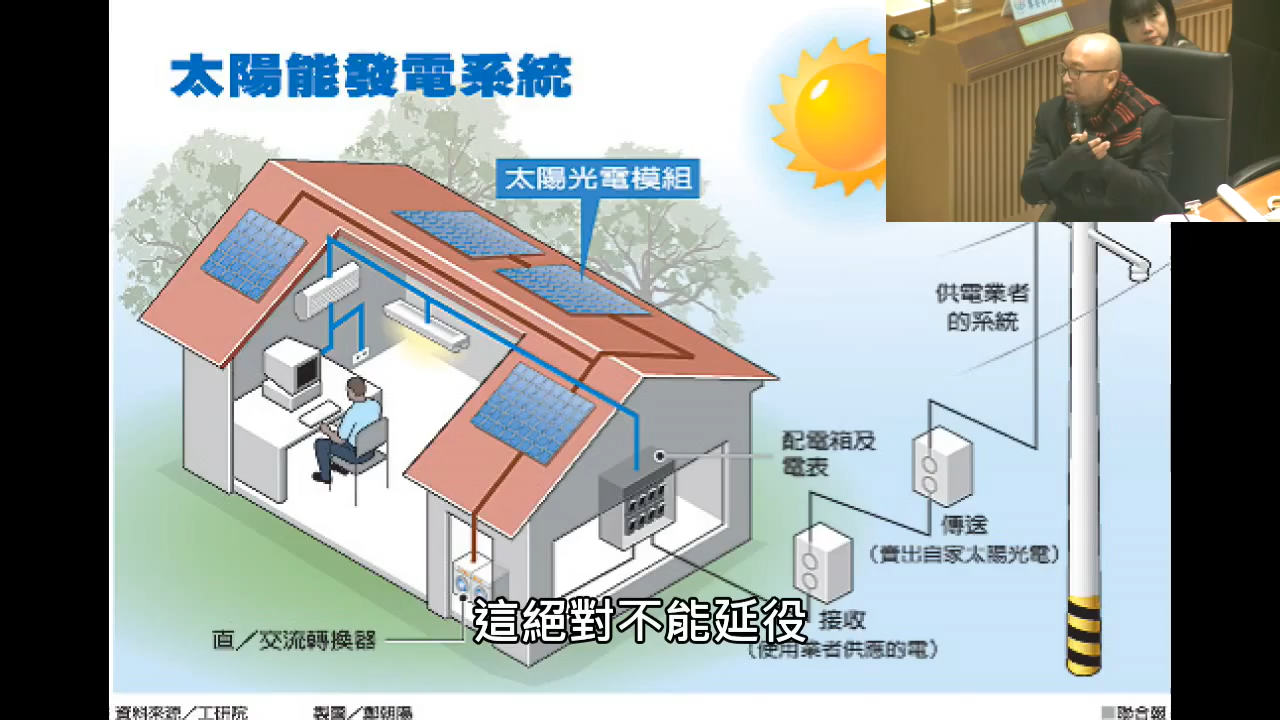 太陽能發電系統
太陽光電模組
供電業者
的系統
配電箱及
電表
傳送
（賣出自家太陽光電）
接收
（使用業者供應的電）
直／交流轉換器
這絕對不能延役
資料來源／工研院
製圖／鄭朝陽
聯合報